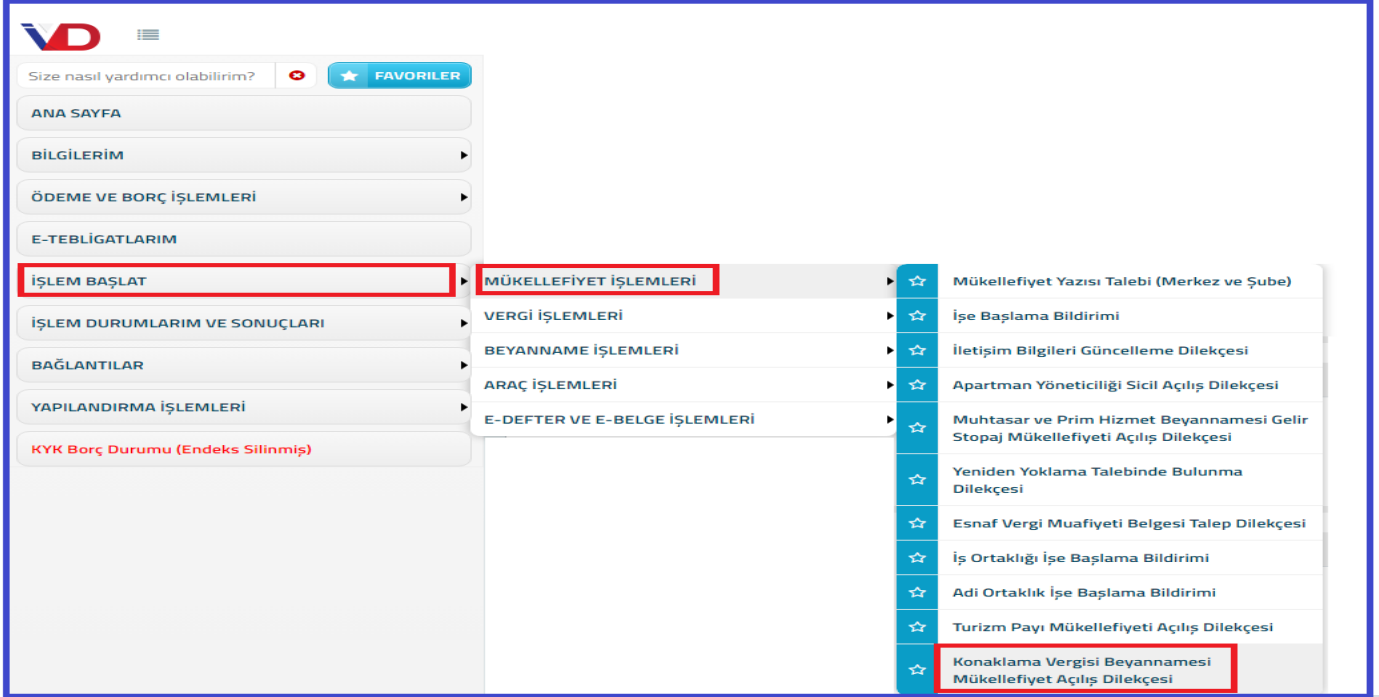 İVD
Size nasıl yardımcı olabilirim?
FAVORILER
ANA SAYFA
BİLGİLERİM
ÖDEME VE BORÇ İŞLEMLERİ
E-TEBLİGATLARIM
İŞLEM BAŞLAT
İŞLEM DURUMLARIM VE SONUÇLARI
BAĞLANTILAR
YAPILANDIRMA İŞLEMLERİ
KYK Borç Durumu (Endeks Silinmiş)
MÜKELLEFİYET İŞLEMLERİ
VERGİ İŞLEMLERİ
BEYANNAME İŞLEMLERİ
ARAÇ İŞLEMLERİ
E-DEFTER VE E-BELGE İŞLEMLERİ
Mükellefiyet Yazısı Talebi (Merkez ve Şube)
İşe Başlama Bildirimi
İletişim Bilgileri Güncelleme Dilekçesi
Apartman Yöneticiliği Sicil Açılış Dilekçesi
Muhtasar ve Prim Hizmet Beyannamesi Gelir
Stopaj Mükellefiyeti Açılış Dilekçesi
Yeniden Yoklama Talebinde Bulunma
Dilekçesi
Esnaf Vergi Muafiyeti Belgesi Talep Dilekçesi
İş Ortaklığı İşe Başlama Bildirimi
Adi Ortaklık İşe Başlama Bildirimi
Turizm Payı Mükellefiyeti Açılış Dilekçesi
Konaklama Vergisi Beyannamesi
Mükellefiyet Açılış Dilekçesi